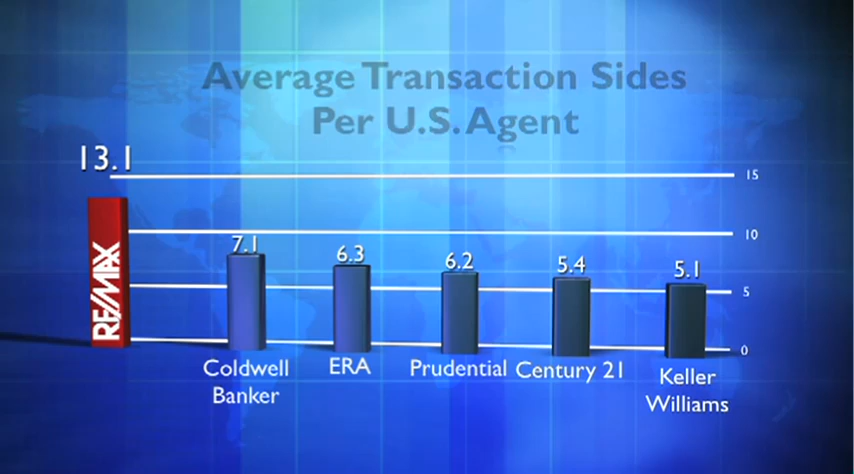 Average Transaction Sides
Per U.S. Agent
13.1
15
10
7.1
6.3
6.2
5.4
5.1
5
0
RE/MAX
Coldwell
Banker
ERA
Prudential
Century 21
Keller
Williams